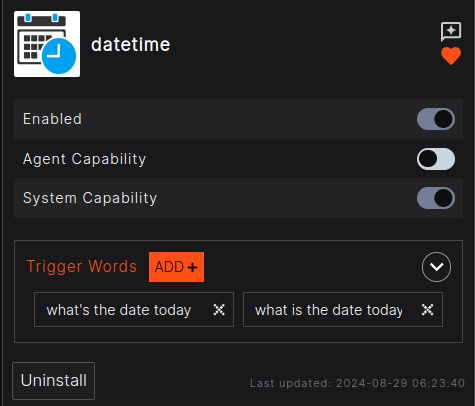 datetime
Enabled
Agent Capability
System Capability
Trigger Words ADD+
what's the date today what is the date today
Uninstall Last updated: 2024-08-29 06:23:40